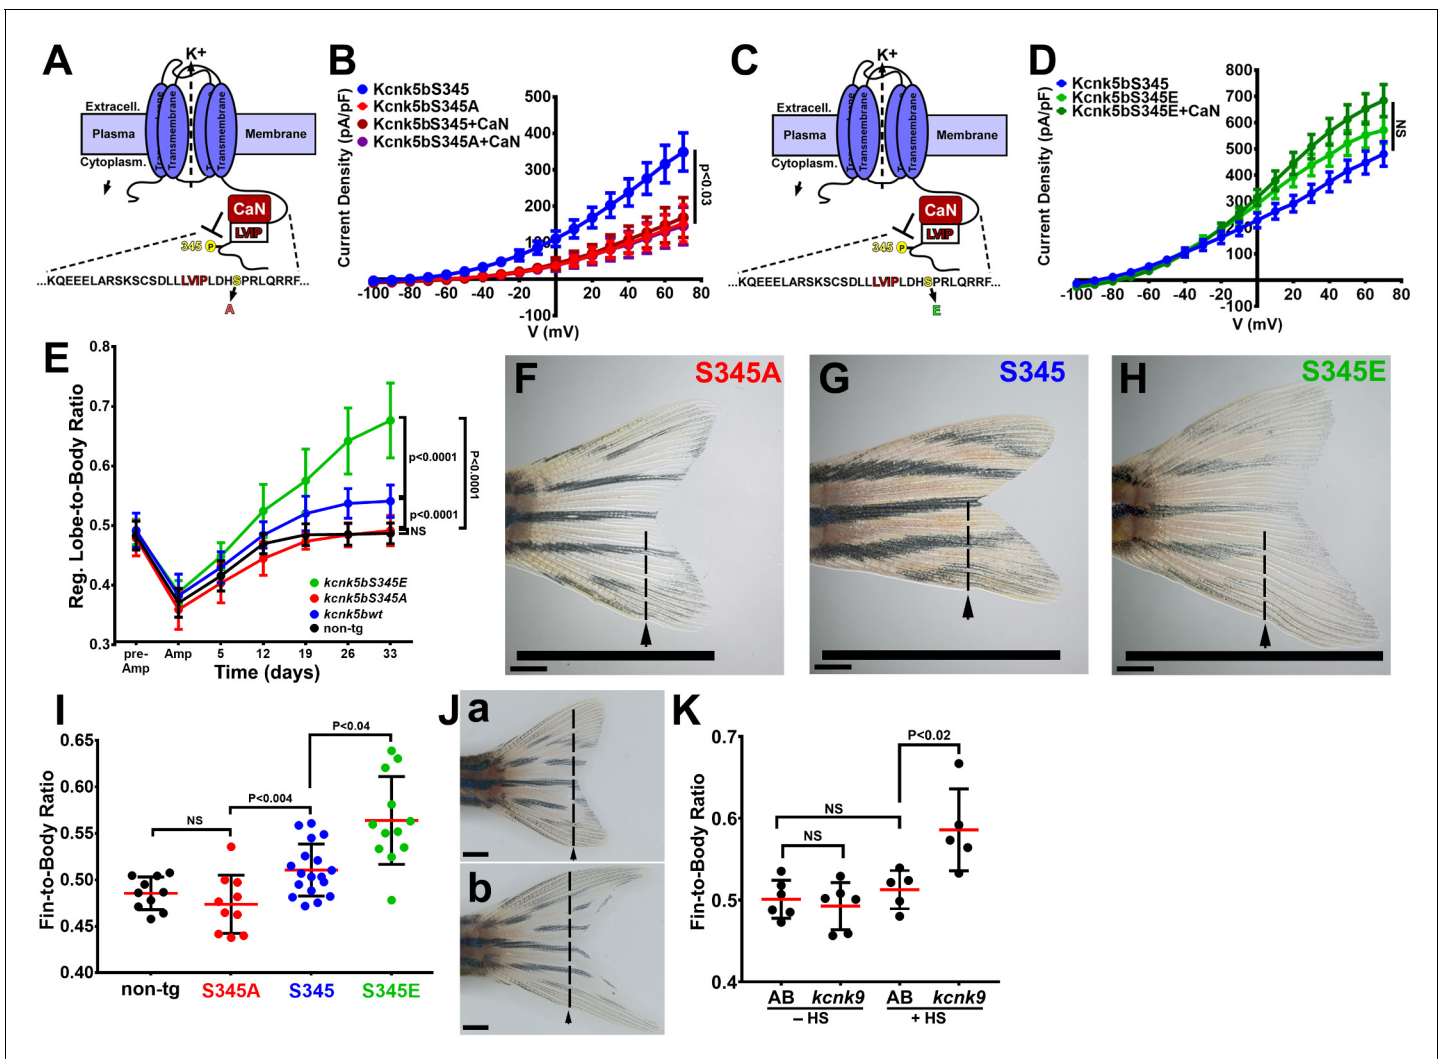 A
K+
Extracell.
Plasma
Transmembrane
Transmembrane
Membrane
Cytoplasm.
CaN
LVIP
345 P
...KQEEELARSKSCSDLLLVIPLDHSPRLQRRF...
A
B
Kcnk5bS345
Kcnk5bS345A
Kcnk5bS345+CaN
Kcnk5bS345A+CaN
Current Density (pA/pF)
500
400
300
200
100
-100
-100 -80 -60 -40 -20 20 40 60 80
V (mV)
p<0.03
C
K+
Extracell.
Plasma
Transmembrane
Transmembrane
Membrane
Cytoplasm.
CaN
LVIP
345 P
...KQEEELARSKSCSDLLLVIPLDHSPRLQRRF...
E
D
Kcnk5bS345
Kcnk5bS345E
Kcnk5bS345E+CaN
Current Density (pA/pF)
800
700
600
500
400
300
200
100
-100
-100 -80 -60 -40 -20 20 40 60 80
V (mV)
NS
E
Reg. Lobe-to-Body Ratio
0.8
0.7
0.6
0.5
0.4
0.3
pre-Amp Amp 5 12 19 26 33
Time (days)
p<0.0001
p<0.0001
NS
P<0.0001
kcnk5bS345E
kcnk5bS345A
kcnk5bwt
non-tg
F
S345A
G
S345
H
S345E
I
Fin-to-Body Ratio
0.65
0.60
0.55
0.50
0.45
0.40
NS
P<0.004
P<0.04
non-tg S345A S345 S345E
J
a
b
K
Fin-to-Body Ratio
0.7
0.6
0.5
0.4
NS
NS
P<0.02
AB kcnk9 AB kcnk9
– HS + HS